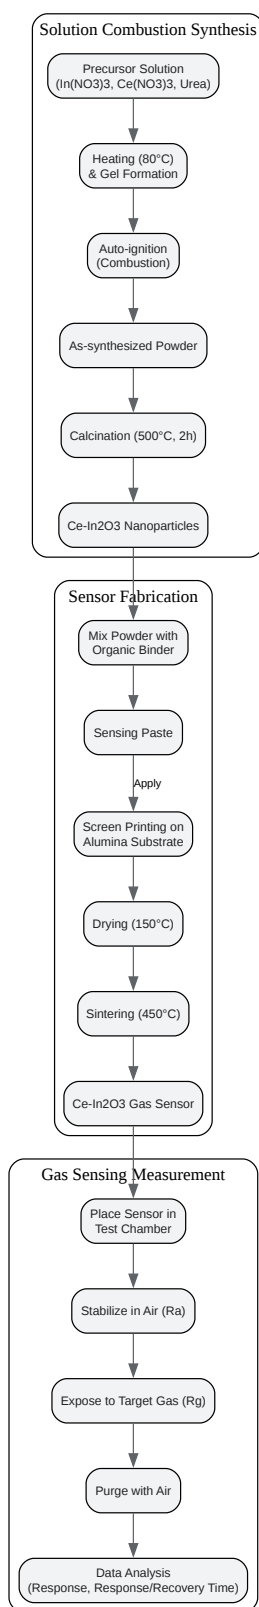 Solution Combustion Synthesis
Precursor Solution
(In(NO3)3, Ce(NO3)3, Urea)
Heating (80°C)
& Gel Formation
Auto-ignition
(Combustion)
As-synthesized Powder
Calcination (500°C, 2h)
Ce-In2O3 Nanoparticles
Sensor Fabrication
Mix Powder with
Organic Binder
Sensing Paste
Apply
Screen Printing on
Alumina Substrate
Drying (150°C)
Sintering (450°C)
Ce-In2O3 Gas Sensor
Gas Sensing Measurement
Place Sensor in
Test Chamber
Stabilize in Air (Ra)
Expose to Target Gas (Rg)
Purge with Air
Data Analysis
(Response, Response/Recovery Time)